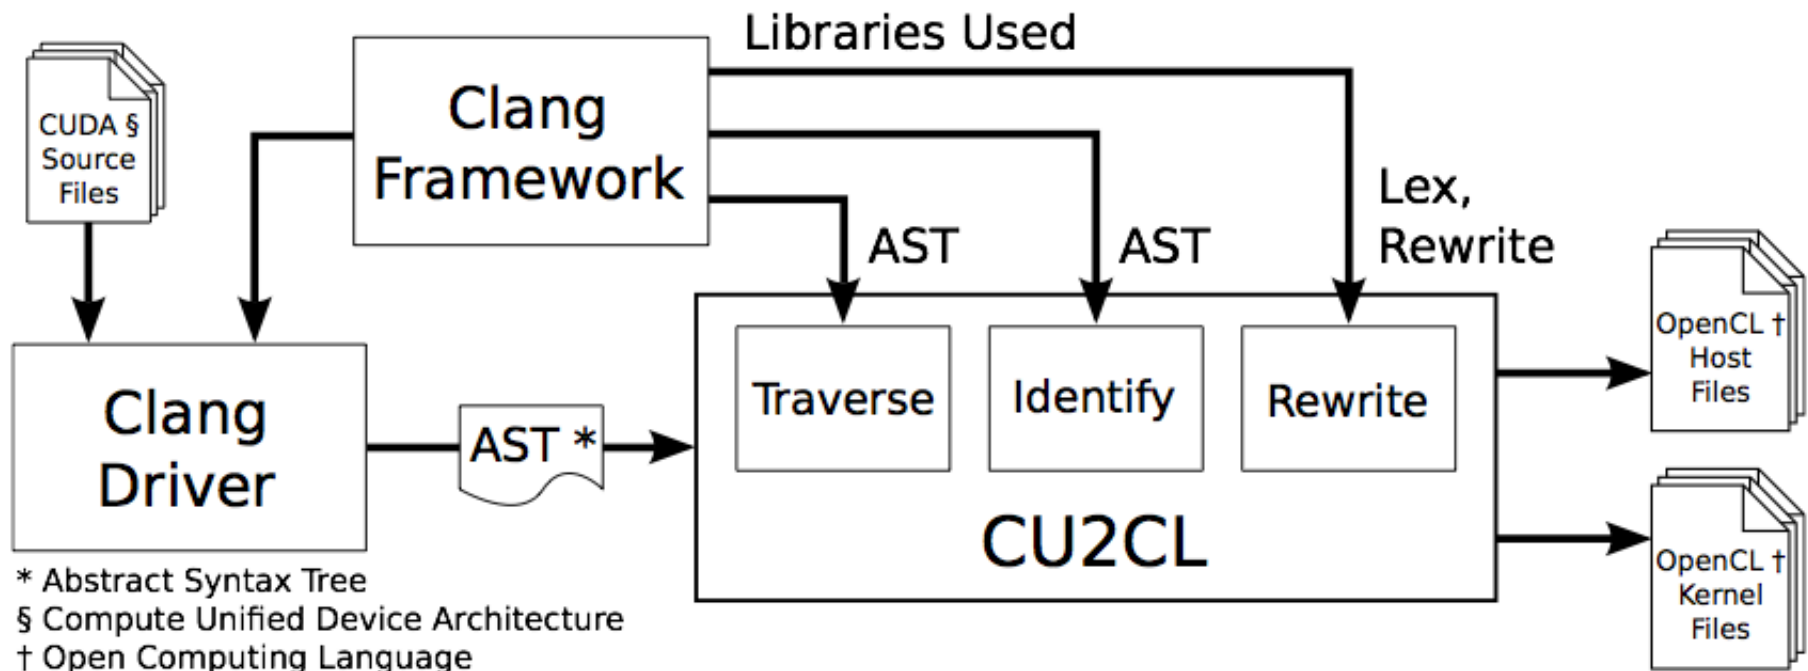 Libraries Used
CUDA §
Source
Files
Clang
Framework
AST
AST
Lex,
Rewrite
Clang
Driver
AST *
Traverse
Identify
Rewrite
CU2CL
OpenCL †
Host
Files
OpenCL †
Kernel
Files
* Abstract Syntax Tree
§ Compute Unified Device Architecture
† Open Computing Language